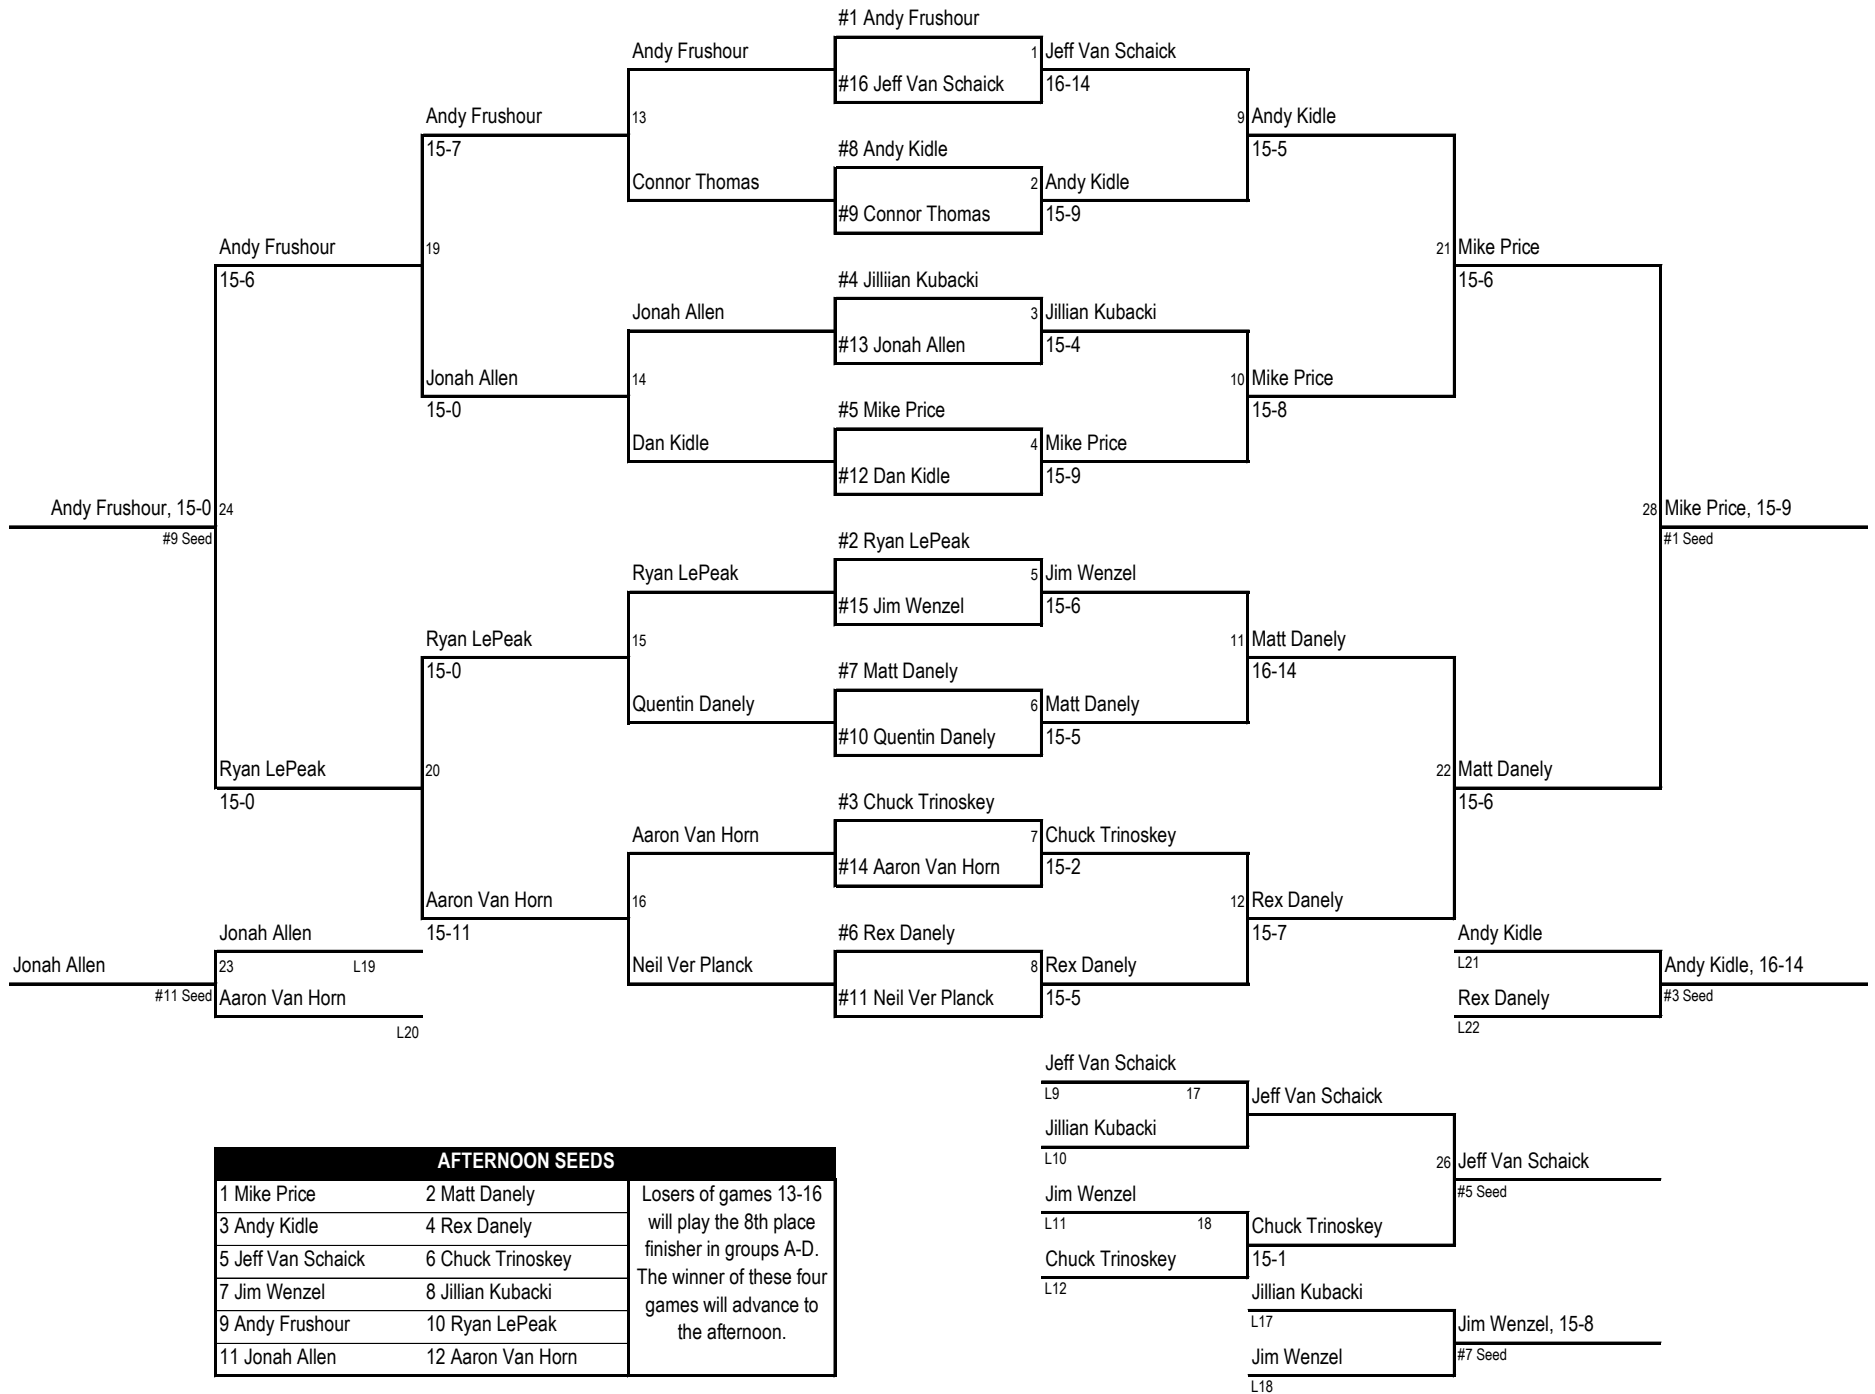 #1 Andy Frushour
Andy Frushour
1 Jeff Van Schaick
#16 Jeff Van Schaick
16-14
Andy Frushour
13
9 Andy Kidle
15-7
#8 Andy Kidle
15-5
Connor Thomas
2 Andy Kidle
#9 Connor Thomas
15-9
Andy Frushour
19
21 Mike Price
15-6
#4 Jilliian Kubacki
15-6
Jonah Allen
3 Jillian Kubacki
#13 Jonah Allen
15-4
Jonah Allen
14
10 Mike Price
15-0
#5 Mike Price
15-8
Dan Kidle
4 Mike Price
#12 Dan Kidle
15-9
Andy Frushour, 15-0
24
28 Mike Price, 15-9
#9 Seed
#2 Ryan LePeak
#1 Seed
Ryan LePeak
5 Jim Wenzel
#15 Jim Wenzel
15-6
Ryan LePeak
15
11 Matt Danely
15-0
#7 Matt Danely
16-14
Quentin Danely
6 Matt Danely
#10 Quentin Danely
15-5
Ryan LePeak
20
22 Matt Danely
15-0
#3 Chuck Trinoskey
15-6
Aaron Van Horn
7 Chuck Trinoskey
#14 Aaron Van Horn
15-2
Aaron Van Horn
16
12 Rex Danely
Jonah Allen
15-11
#6 Rex Danely
15-7
Andy Kidle
Jonah Allen
23
L19
Neil Ver Planck
8 Rex Danely
L21
Andy Kidle, 16-14
#11 Seed
Aaron Van Horn
#11 Neil Ver Planck
15-5
Rex Danely
#3 Seed
L20
L22
Jeff Van Schaick
L9
17
Jeff Van Schaick
Jillian Kubacki
L10
26 Jeff Van Schaick
Jim Wenzel
#5 Seed
L11
18
Chuck Trinoskey
Chuck Trinoskey
15-1
L12
Jillian Kubacki
L17
Jim Wenzel, 15-8
Jim Wenzel
#7 Seed
L18
AFTERNOON SEEDS
1 Mike Price 2 Matt Danely
3 Andy Kidle 4 Rex Danely
5 Jeff Van Schaick 6 Chuck Trinoskey
7 Jim Wenzel 8 Jillian Kubacki
9 Andy Frushour 10 Ryan LePeak
11 Jonah Allen 12 Aaron Van Horn
Losers of games 13-16
will play the 8th place
finisher in groups A-D.
The winner of these four
games will advance to
the afternoon.